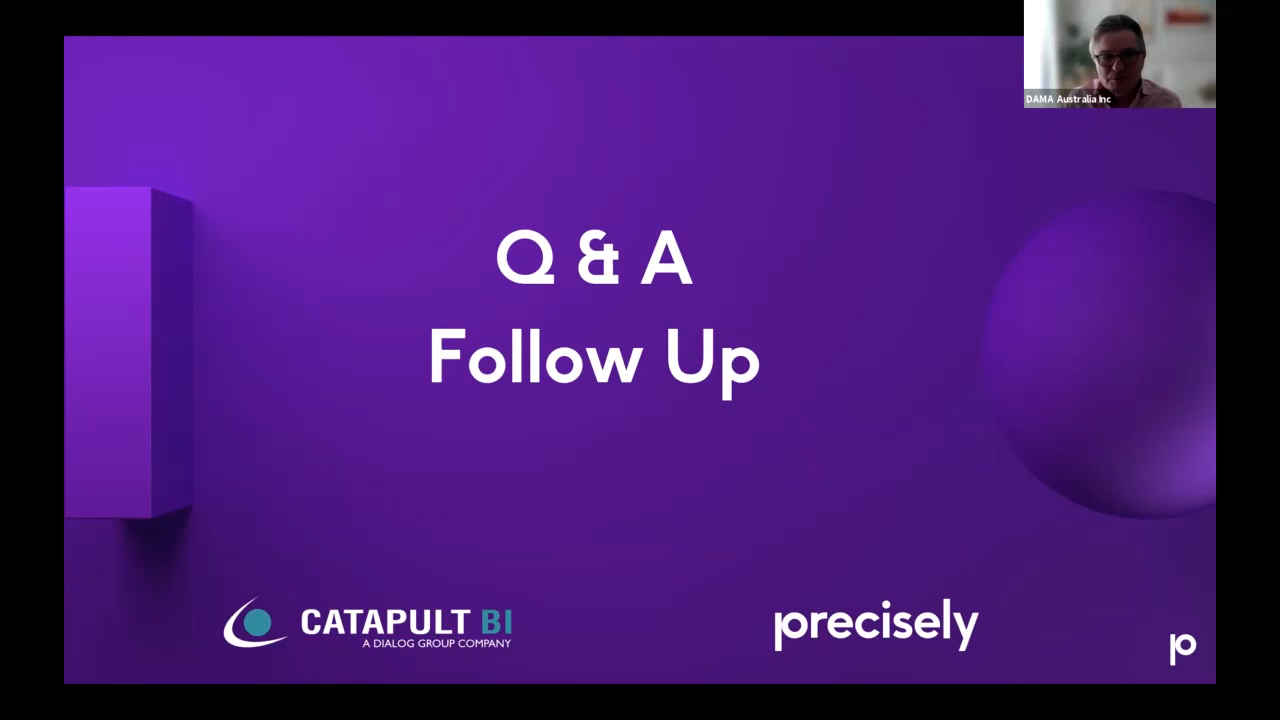 DAMA Australia Inc
Q & A
Follow Up
CATAPULT BI
A DIALOG GROUP COMPANY
precisely
p